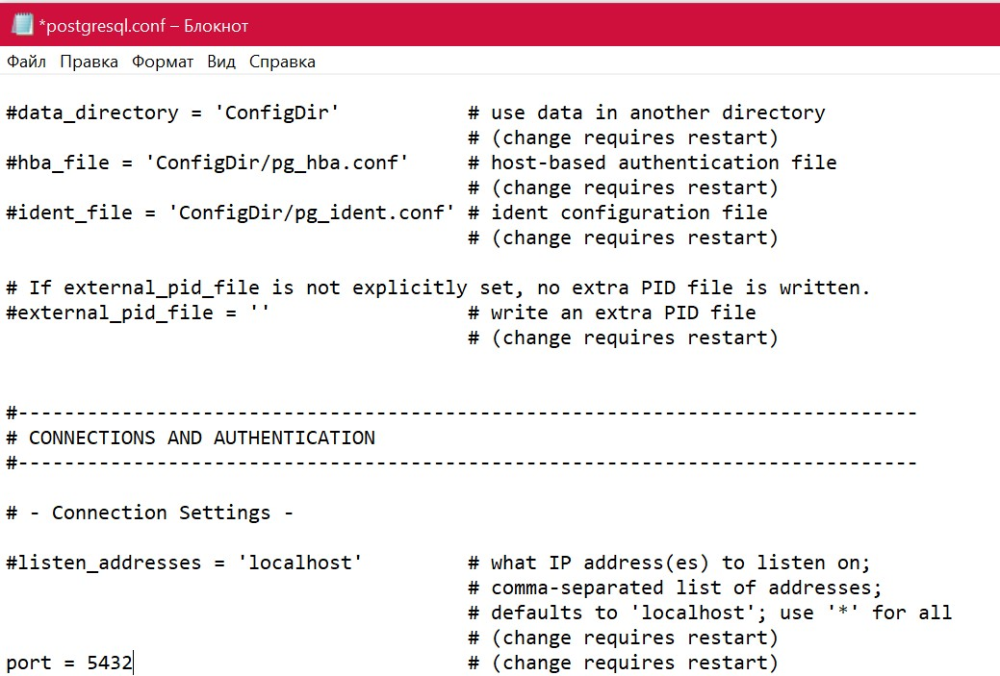 *postgresql.conf – Блокнот
Файл Правка Формат Вид Справка
#data_directory = 'ConfigDir' # use data in another directory
# (change requires restart)
#hba_file = 'ConfigDir/pg_hba.conf' # host-based authentication file
# (change requires restart)
#ident_file = 'ConfigDir/pg_ident.conf' # ident configuration file
# (change requires restart)
# If external_pid_file is not explicitly set, no extra PID file is written.
#external_pid_file = '' # write an extra PID file
# (change requires restart)
#------------------------------------------------------------------------------
# CONNECTIONS AND AUTHENTICATION
#------------------------------------------------------------------------------
# - Connection Settings -
#listen_addresses = 'localhost' # what IP address(es) to listen on;
# comma-separated list of addresses;
# defaults to 'localhost'; use '*' for all
# (change requires restart)
port = 5432 # (change requires restart)